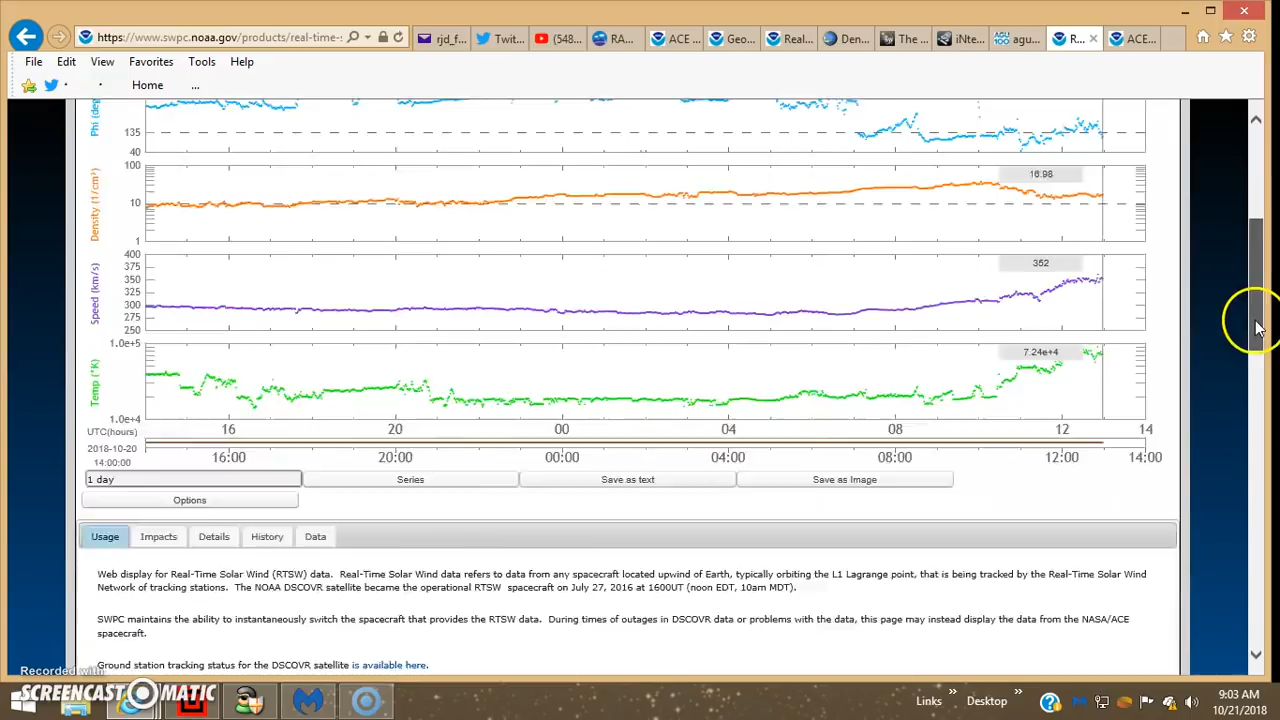 https://www.swpc.noaa.gov/products/real-time-s
rjd_f...
Twit...
(548...
RA...
ACE ...
Geo...
Real...
Den...
The ...
iNte...
AGU 100
agu...
R...
ACE...
File Edit View Favorites Tools Help
Home
...
Phi (deg
135
40
Density (1/cm³)
100
10
1
16.98
Speed (km/s)
400
375
350
300
275
250
352
Temp (°K)
1.0e+5
1.0e+4
7.24e+4
UTC(hours) 16 20 00 04 08 12 14
2018-10-20
14:00:00
16:00 20:00 00:00 04:00 08:00 12:00 14:00
1 day Series Save as text Save as Image
Options
Usage Impacts Details History Data
Web display for Real-Time Solar Wind (RTSW) data. Real-Time Solar Wind data refers to data from any spacecraft located upwind of Earth, typically orbiting the L1 Lagrange point, that is being tracked by the Real-Time Solar Wind
Network of tracking stations. The NOAA DSCOVR satellite became the operational RTSW spacecraft on July 27, 2016 at 1600UT (noon EDT, 10am MDT).
SWPC maintains the ability to instantaneously switch the spacecraft that provides the RTSW data. During times of outages in DSCOVR data or problems with the data, this page may instead display the data from the NASA/ACE
spacecraft.
Ground station tracking status for the DSCOVR satellite is available here.
Recorded with
SCREENCAST MATIC
Links
Desktop
9:03 AM
10/21/2018